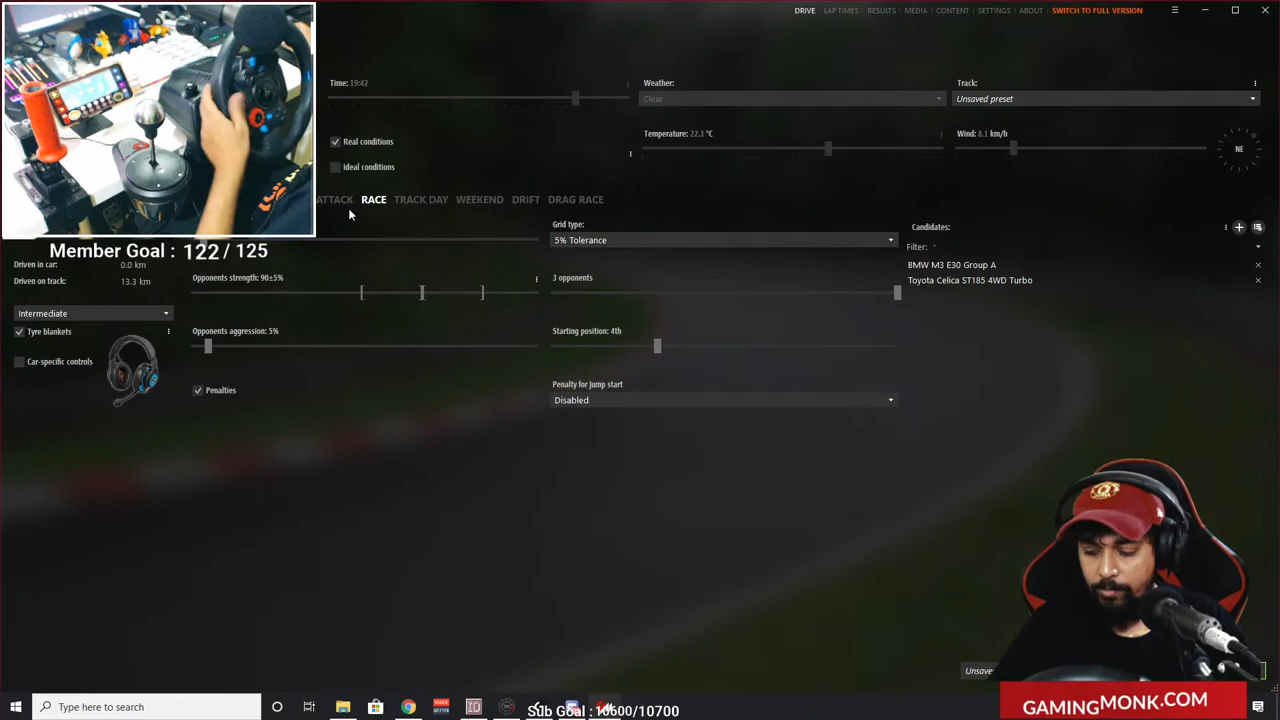 DRIVE LAP TIMES RESULTS MEDIA CONTENT SETTINGS ABOUT SWITCH TO FULL VERSION
Time: 19:42
Weather:
Track:
Clear
Unsaved preset
Temperature: 22.3 °C
Wind: 8.1 km/h
NE
Real conditions
Ideal conditions
ATTACK RACE TRACK DAY WEEKEND DRIFT DRAG RACE
Member Goal : 122 / 125
Driven in car: 0.0 km
Driven on track: 13.3 km
Intermediate
Tyre blankets
Car-specific controls
Opponents strength: 90±5%
Opponents aggression: 5%
Penalties
Grid type:
5% Tolerance
3 opponents
Starting position: 4th
Penalty for jump start
Disabled
Candidates:
Filter: *
BMW M3 E30 Group A
Toyota Celica ST185 4WD Turbo
Unsave
GAMINGMONK.COM
Type here to search
Sub Goal : 10600/10700